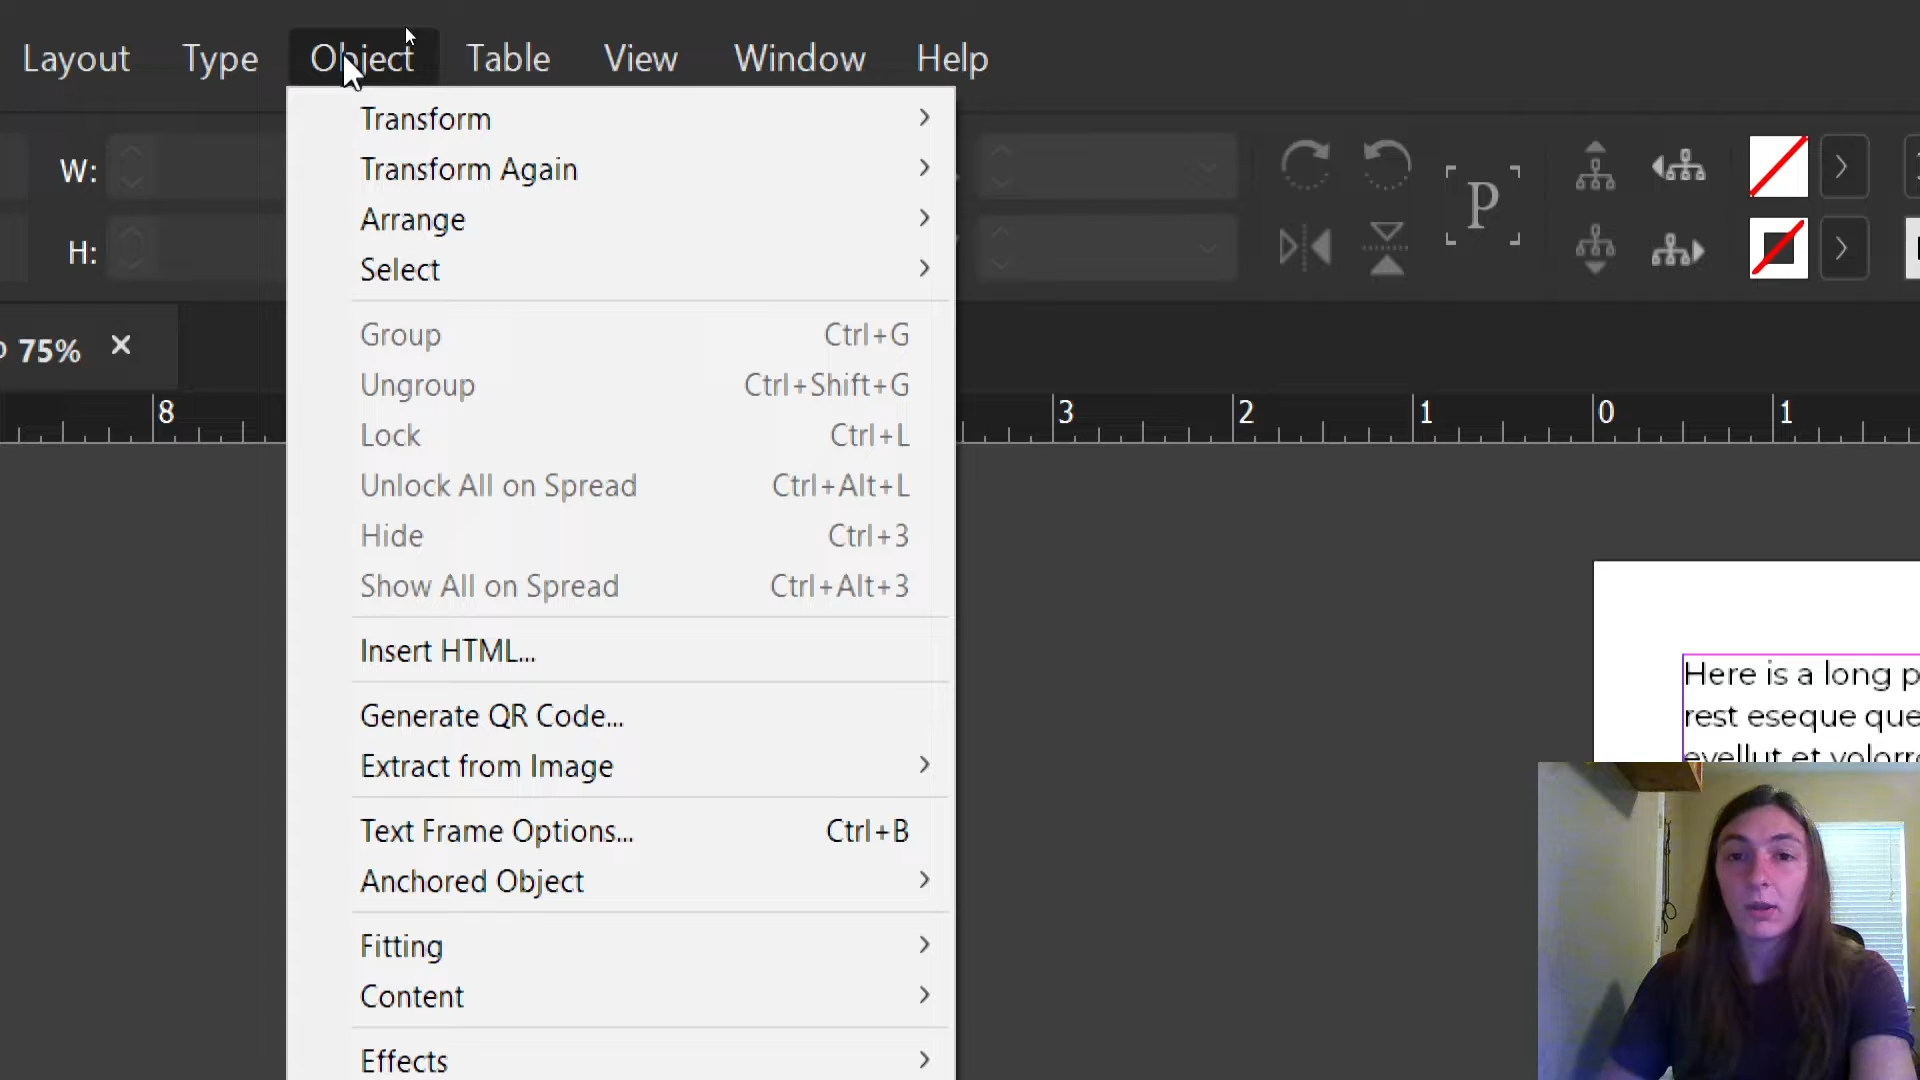 Layout Type Object Table View Window Help
Transform
Transform Again
Arrange
Select
Group Ctrl+G
Ungroup Ctrl+Shift+G
Lock Ctrl+L
Unlock All on Spread Ctrl+Alt+L
Hide Ctrl+3
Show All on Spread Ctrl+Alt+3
Insert HTML...
Generate QR Code...
Extract from Image
Text Frame Options... Ctrl+B
Anchored Object
Fitting
Content
Effects
W:
H:
P
75%
8 3 2 1 0 1
Here is a long p
rest eseque que
evellut et volorr